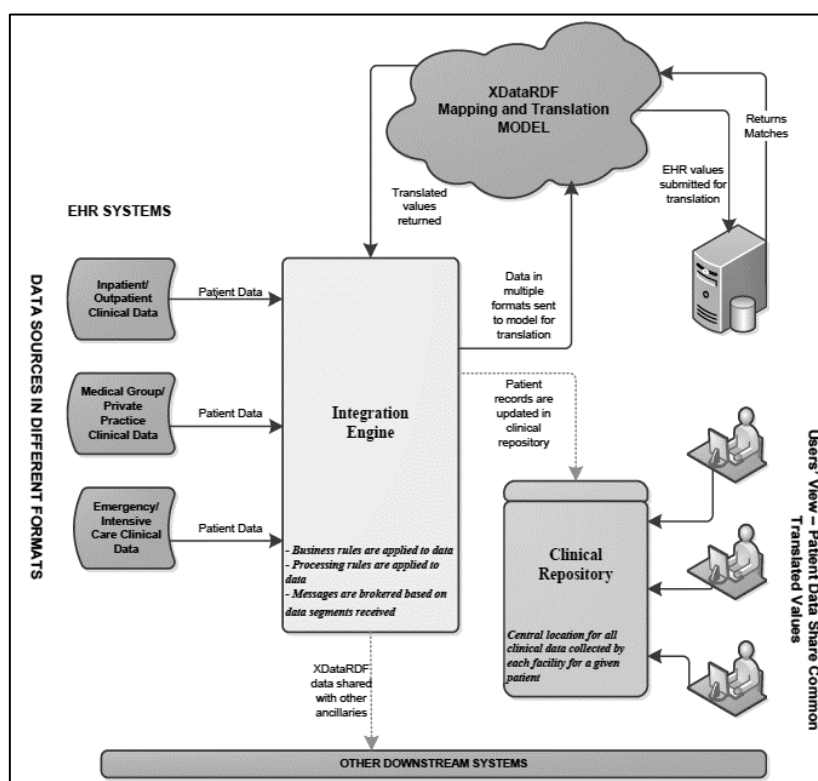 XDataRDF
Mapping and Translation
MODEL
Returns
Matches
EHR values
submitted for
translation
Translated
values
returned
EHR SYSTEMS
DATA SOURCES IN DIFFERENT FORMATS
Inpatient/
Outpatient
Clinical Data
Patient Data
Data in
multiple
formats sent
to model for
translation
Medical Group/
Private
Practice
Clinical Data
Patient Data
Integration
Engine
Patient
records are
updated in
clinical
repository
Emergency/
Intensive
Care Clinical
Data
Patient Data
- Business rules are applied to data
- Processing rules are applied to
data
- Messages are brokered based on
data segments received
Clinical
Repository
Central location for all
clinical data collected by
each facility for a given
patient
Users' View – Patient Data Share Common
Translated Values
XDataRDF
data shared
with other
ancillaries
OTHER DOWNSTREAM SYSTEMS